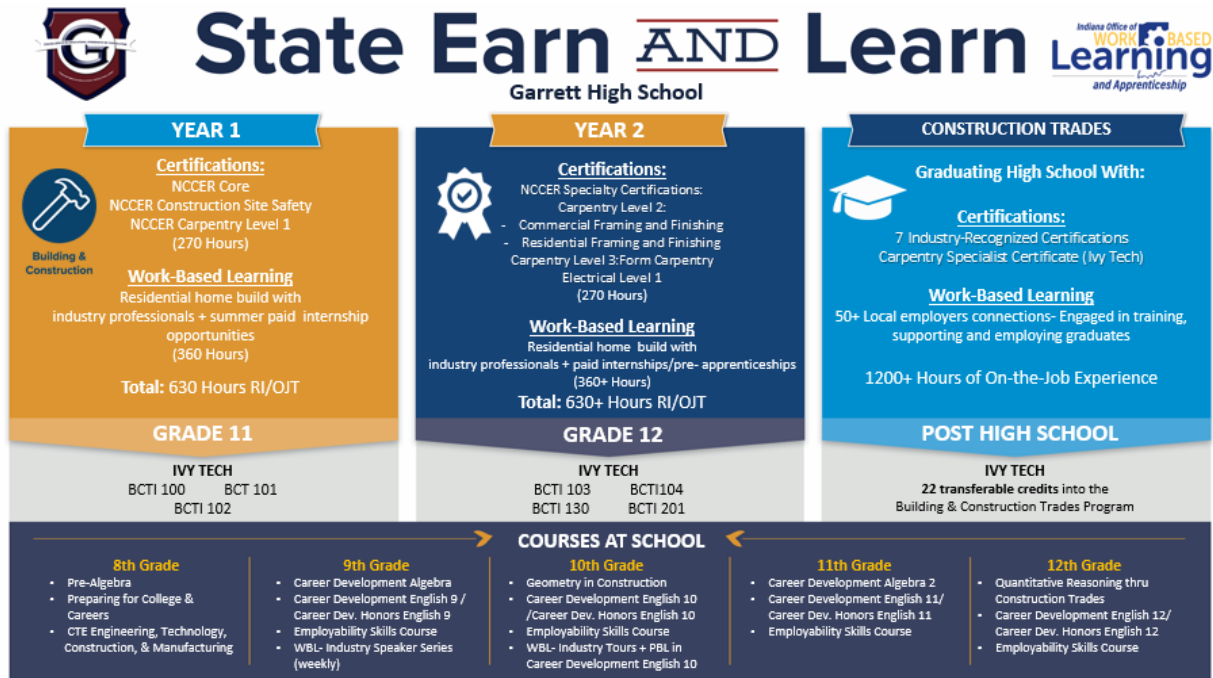 G
State Earn AND Learn
Garrett High School
Indiana Office of
WORK BASED
Learning
and Apprenticeship
YEAR 1
Certifications:
NCCER Core
NCCER Construction Site Safety
NCCER Carpentry Level 1
(270 Hours)
Building &
Construction
Work-Based Learning
Residential home build with
industry professionals + summer paid internship
opportunities
(360 Hours)
Total: 630 Hours RI/OJT
GRADE 11
IVY TECH
BCTI 100 BCT 101
BCTI 102
YEAR 2
Certifications:
NCCER Specialty Certifications:
Carpentry Level 2:
- Commercial Framing and Finishing
- Residential Framing and Finishing
Carpentry Level 3:Form Carpentry
Electrical Level 1
(270 Hours)
Work-Based Learning
Residential home build with
industry professionals + paid internships/pre- apprenticeships
(360+ Hours)
Total: 630+ Hours RI/OJT
GRADE 12
IVY TECH
BCTI 103 BCTI104
BCTI 130 BCTI 201
CONSTRUCTION TRADES
Graduating High School With:
Certifications:
7 Industry-Recognized Certifications
Carpentry Specialist Certificate (Ivy Tech)
Work-Based Learning
50+ Local employers connections- Engaged in training,
supporting and employing graduates
1200+ Hours of On-the-Job Experience
POST HIGH SCHOOL
IVY TECH
22 transferable credits into the
Building & Construction Trades Program
COURSES AT SCHOOL
8th Grade
• Pre-Algebra
• Preparing for College &
Careers
• CTE Engineering, Technology,
Construction, & Manufacturing
9th Grade
• Career Development Algebra
• Career Development English 9 /
Career Dev. Honors English 9
• Employability Skills Course
• WBL- Industry Speaker Series
(weekly)
10th Grade
• Geometry in Construction
• Career Development English 10
/Career Dev. Honors English 10
• Employability Skills Course
• WBL- Industry Tours + PBL in
Career Development English 10
11th Grade
• Career Development Algebra 2
• Career Development English 11/
Career Dev. Honors English 11
• Employability Skills Course
12th Grade
• Quantitative Reasoning thru
Construction Trades
• Career Development English 12/
Career Dev. Honors English 12
• Employability Skills Course